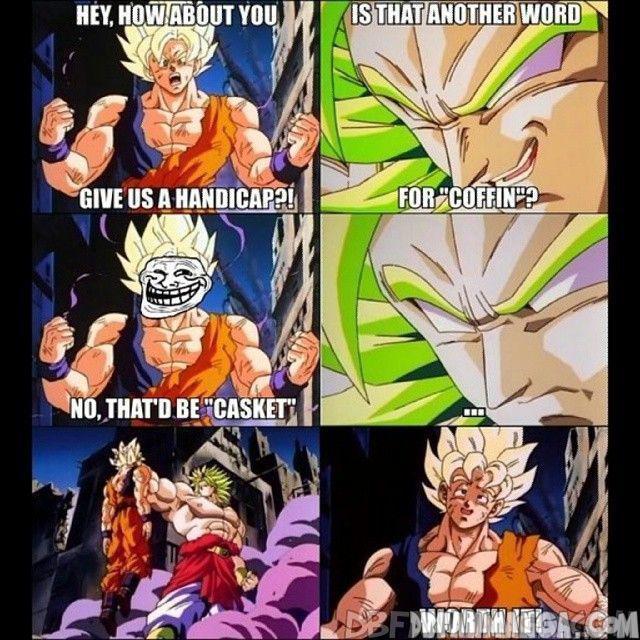 HEY, HOW ABOUT YOU
GIVE US A HANDICAP?!
IS THAT ANOTHER WORD
FOR "COFFIN"?
NO, THAT'D BE "CASKET"
...
WORTH IT!